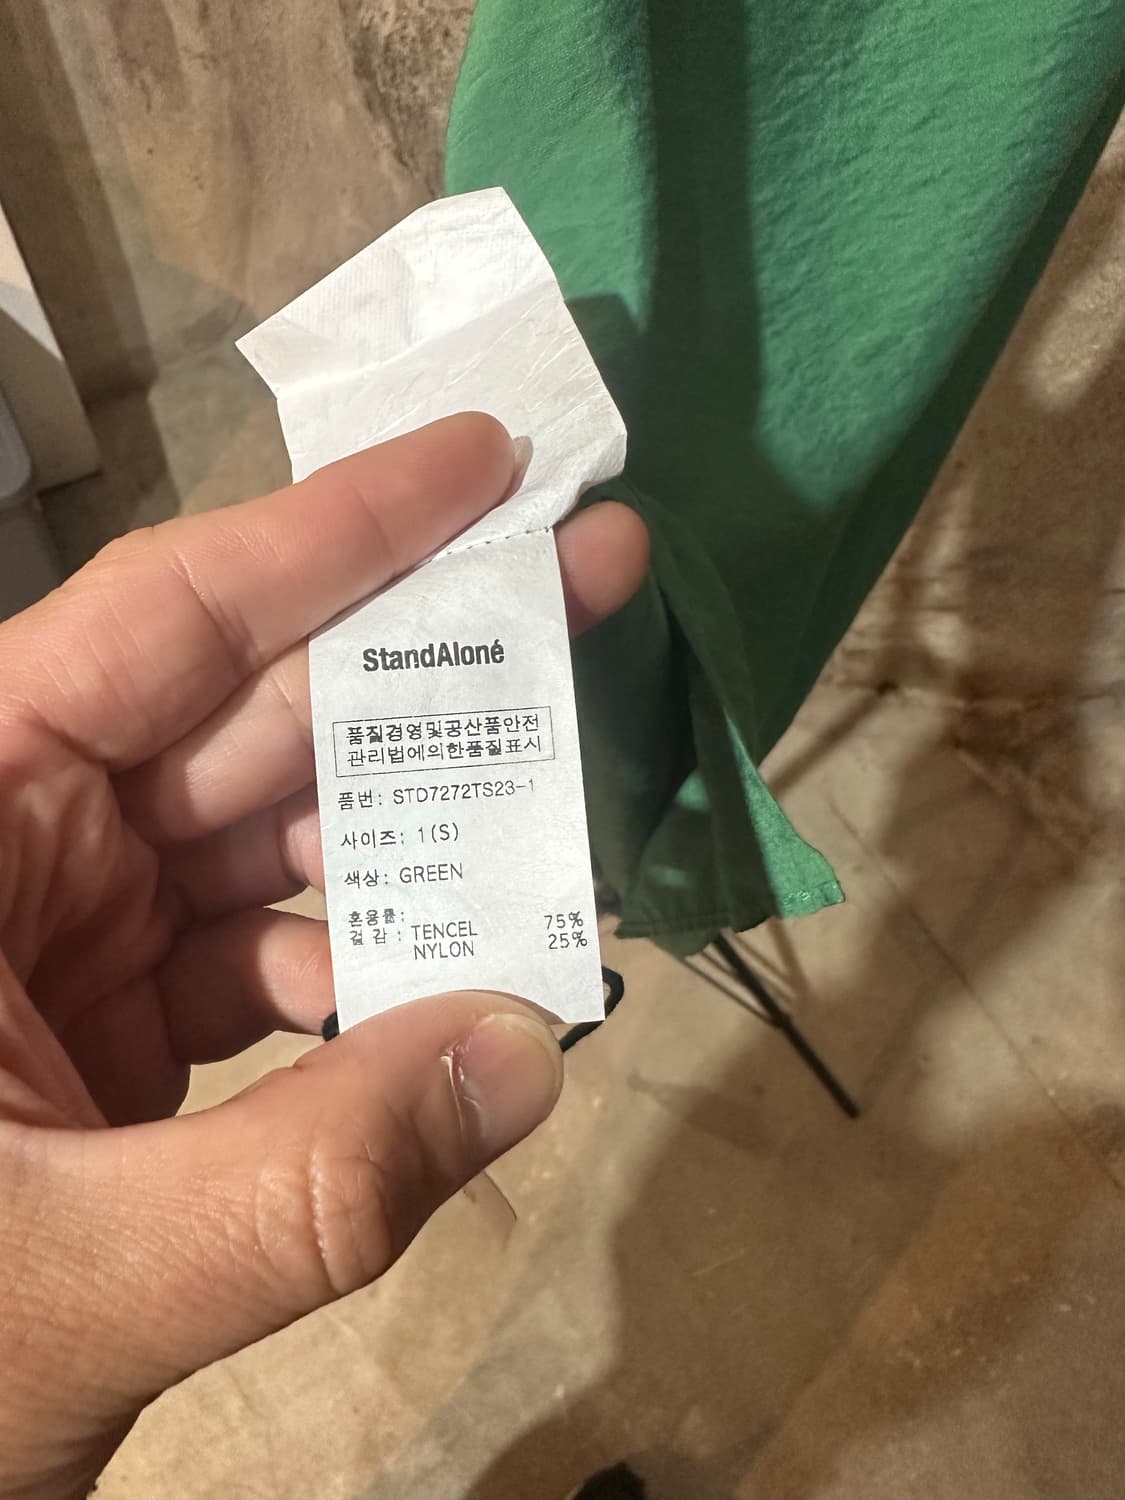 StandAloné
품질경영및공산품안전
관리법에의한품질표시
품번: STD7272TS23-1
사이즈: 1(S)
색상: GREEN
혼용률:
겉감: TENCEL 75%
NYLON 25%